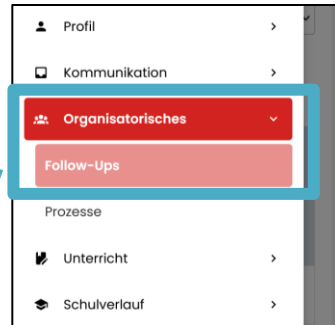 Profil
Kommunikation
Organisatorisches
Follow-Ups
Prozesse
Unterricht
Schulverlauf